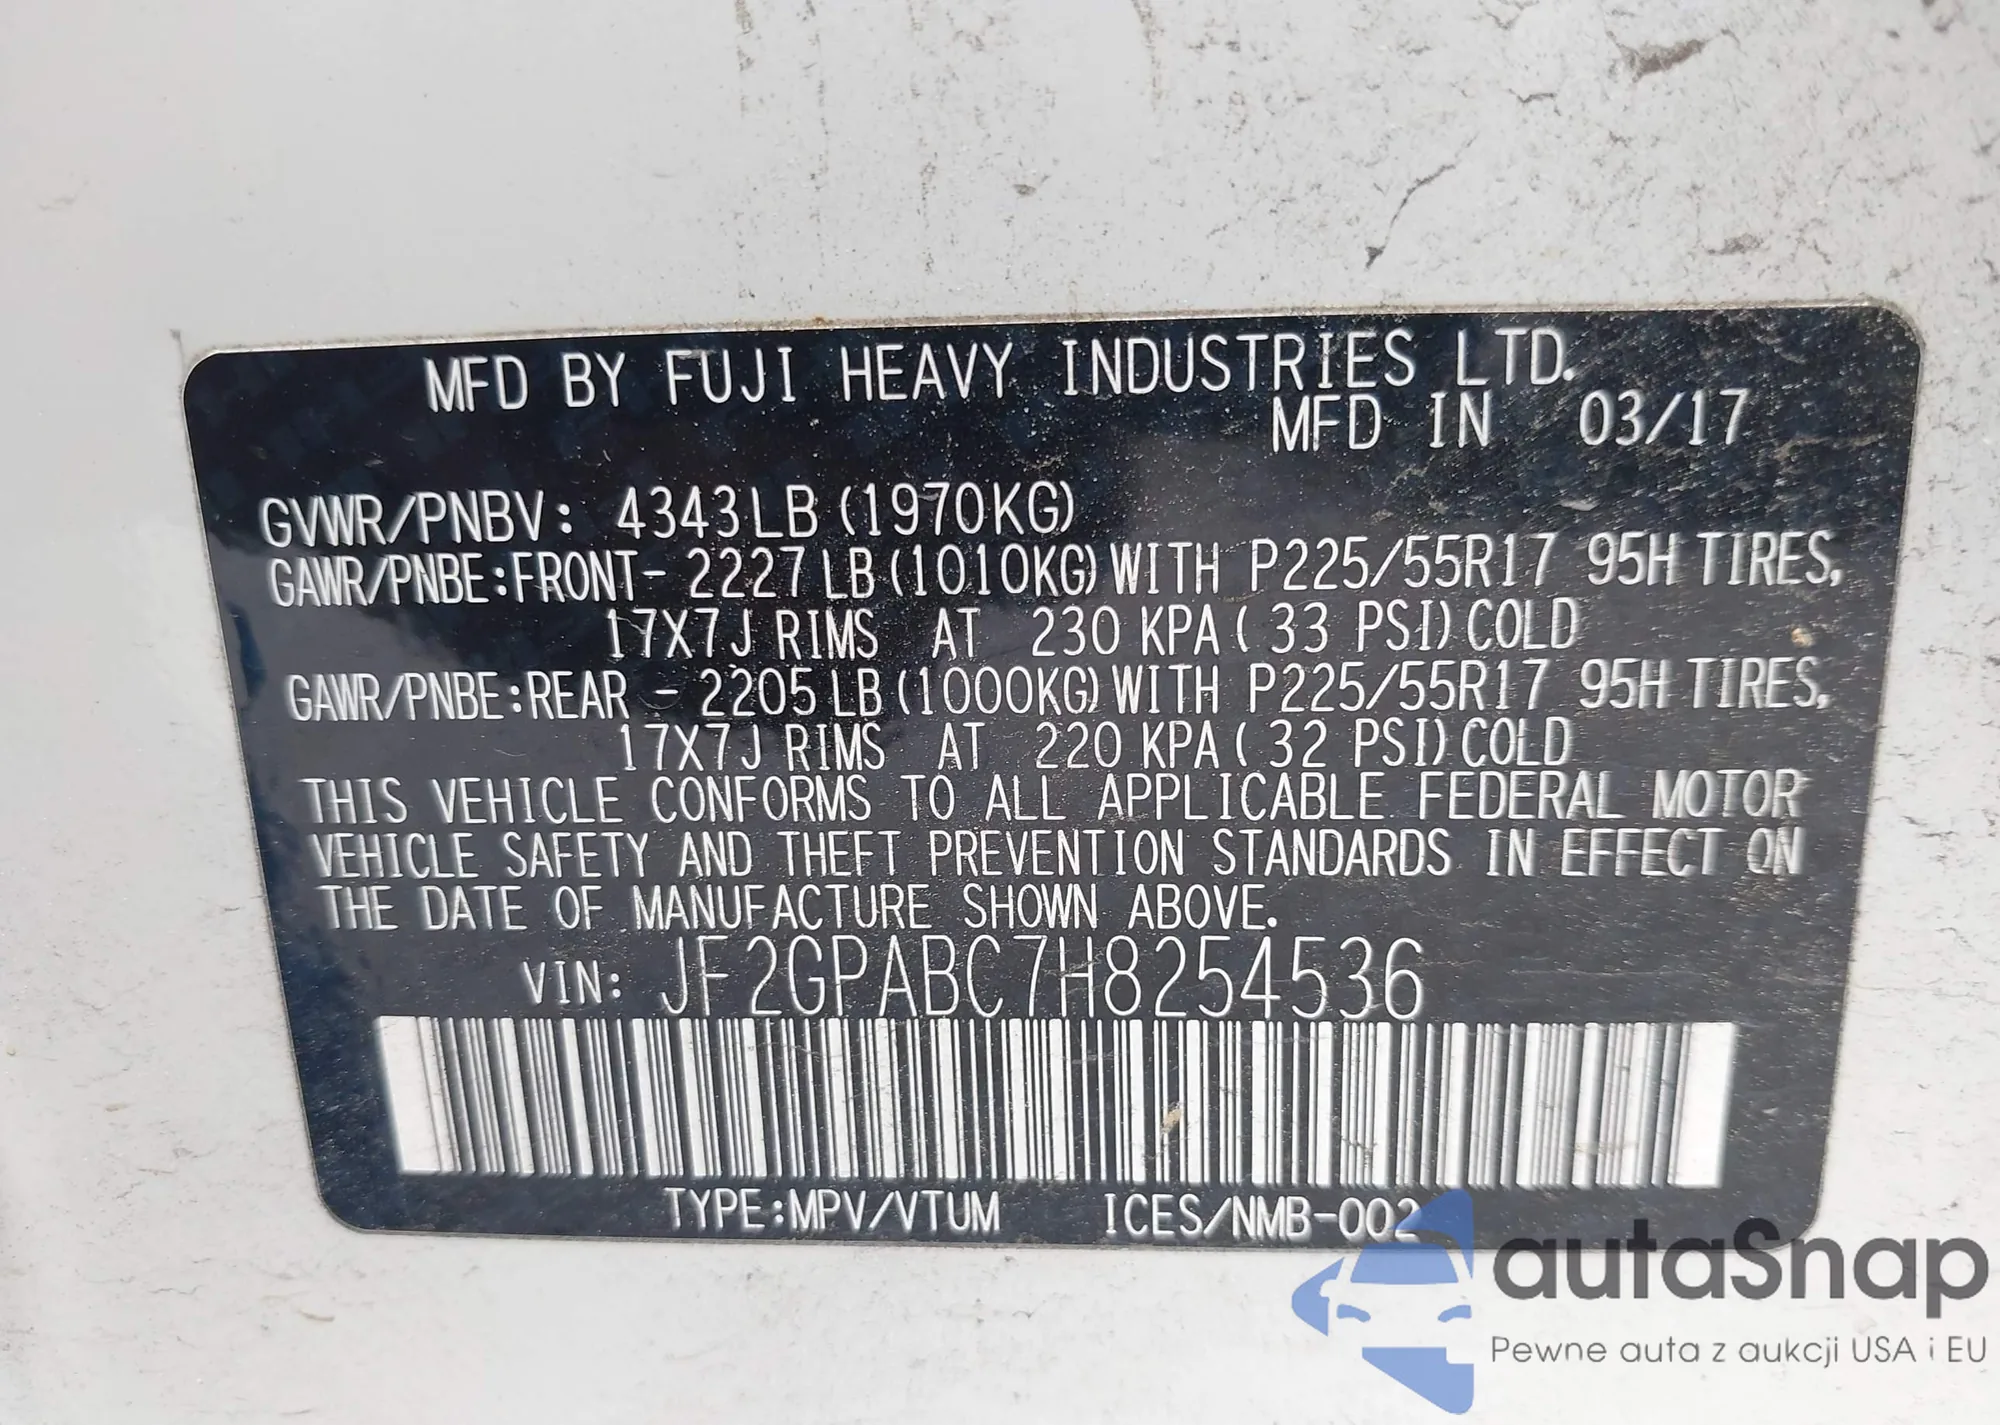 MFD BY FUJI HEAVY INDUSTRIES LTD.
MFD IN 03/17
GVWR/PNBV: 4343LB (1970KG)
GAWR/PNBE:FRONT- 2227 LB (1010KG) WITH P225/55R17 95H TIRES,
17X7J RIMS AT 230 KPA ( 33 PSI) COLD
GAWR/PNBE:REAR - 2205 LB (1000KG) WITH P225/55R17 95H TIRES,
17X7J RIMS AT 220 KPA ( 32 PSI) COLD
THIS VEHICLE CONFORMS TO ALL APPLICABLE FEDERAL MOTOR
VEHICLE SAFETY AND THEFT PREVENTION STANDARDS IN EFFECT ON
THE DATE OF MANUFACTURE SHOWN ABOVE.
VIN: JF2GPABC7H8254536
TYPE:MPV/VTUM ICES/NMB-002
autaSnap
Pewne auta z aukcji USA i EU